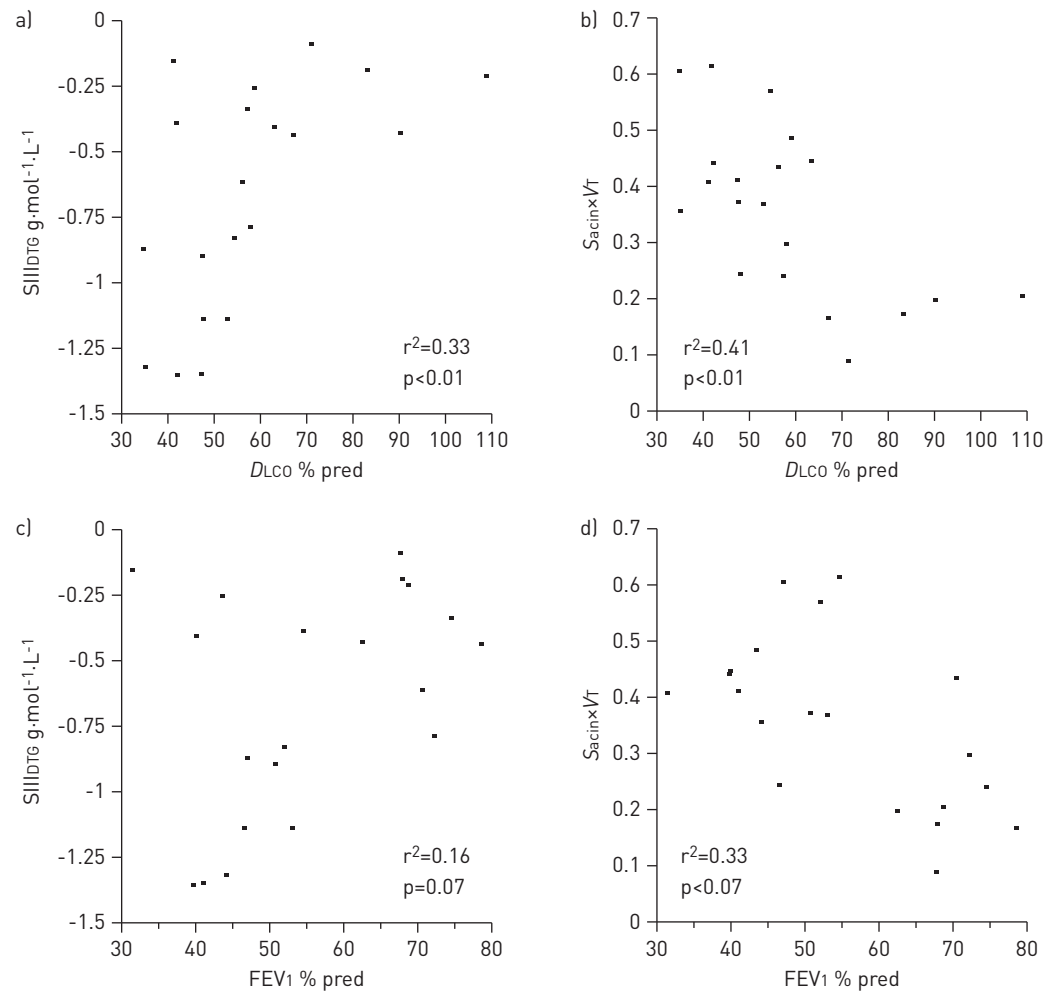 a)
0
-0.25
-0.5
-0.75
-1
-1.25
-1.5
SIIIDTG g·mol-1·L-1
r2=0.33
p<0.01
30 40 50 60 70 80 90 100 110
DLCO % pred
b)
0.7
0.6
0.5
0.4
0.3
0.2
0.1
0
Sacin×VT
r2=0.41
p<0.01
30 40 50 60 70 80 90 100 110
DLCO % pred
c)
0
-0.25
-0.5
-0.75
-1
-1.25
-1.5
SIIIDTG g·mol-1·L-1
r2=0.16
p=0.07
30 40 50 60 70 80
FEV1 % pred
d)
0.7
0.6
0.5
0.4
0.3
0.2
0.1
0
Sacin×VT
r2=0.33
p<0.07
30 40 50 60 70 80
FEV1 % pred